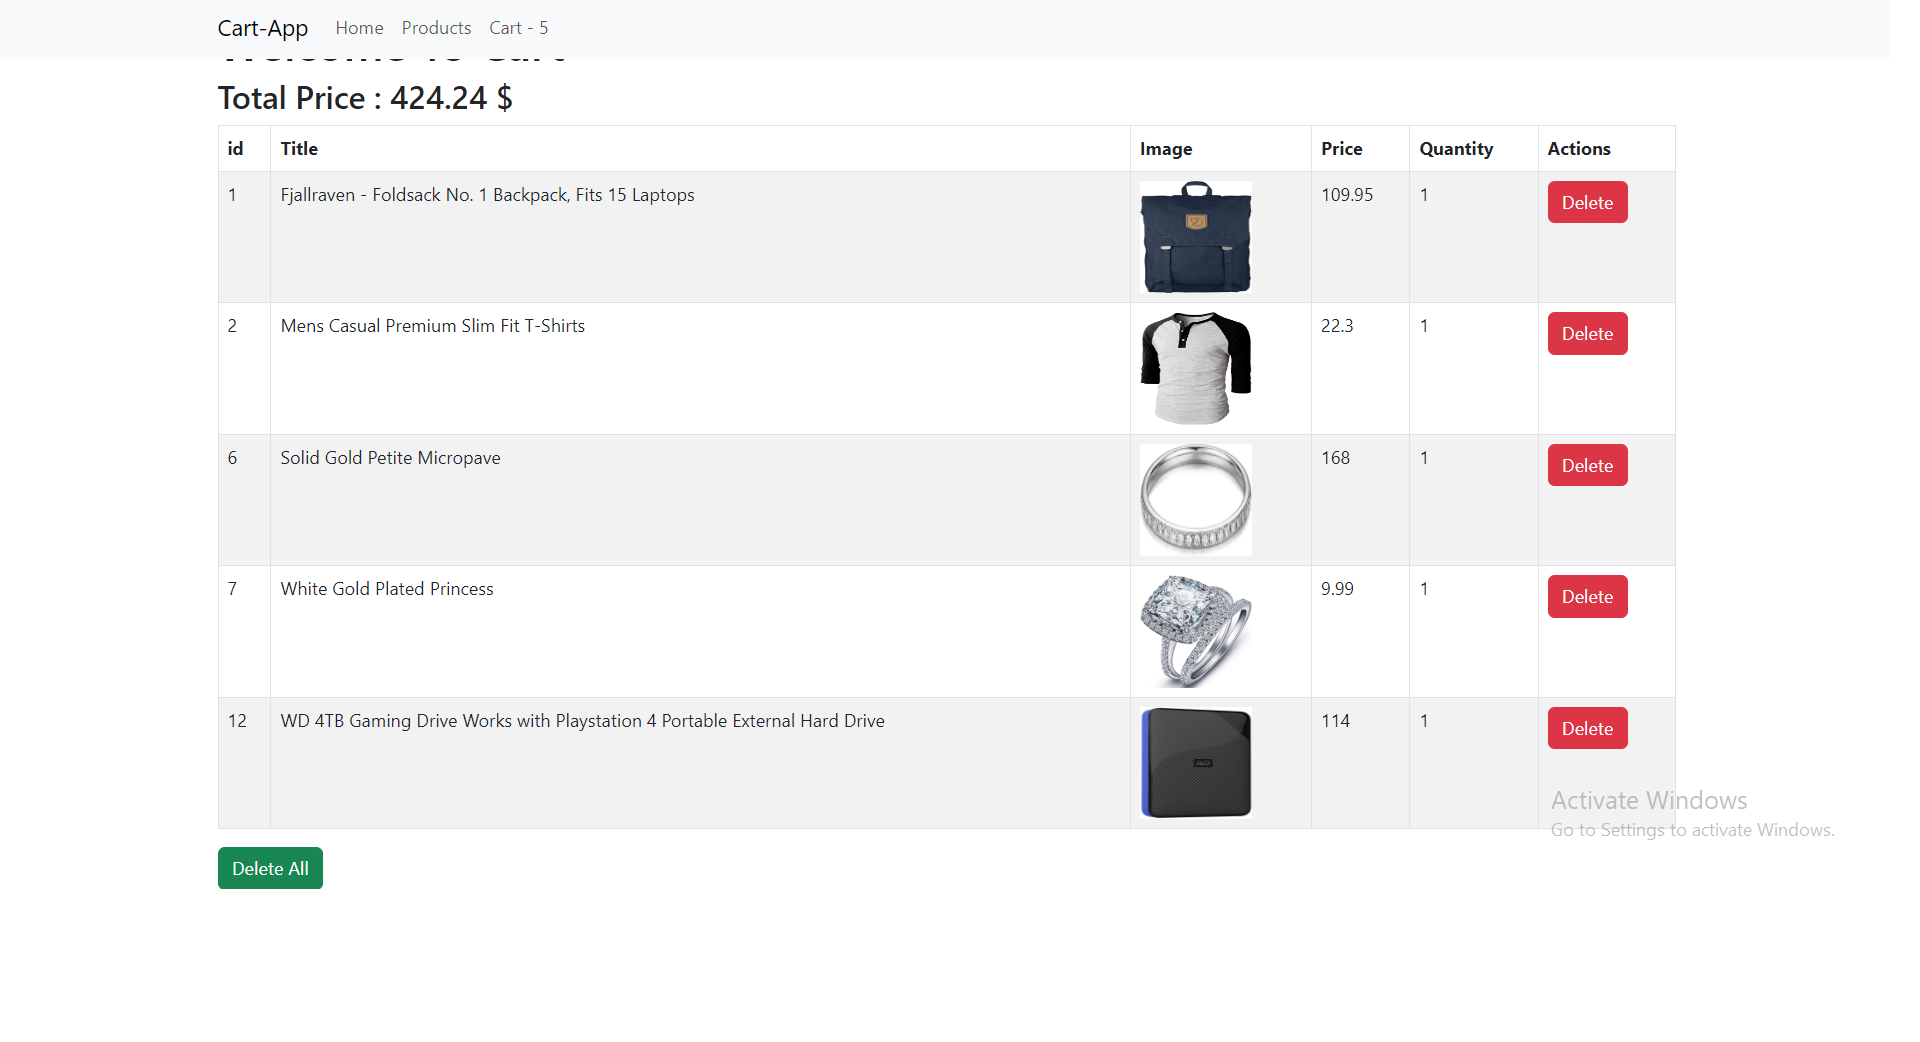 Cart-App Home Products Cart - 5
Welcome To Cart
Total Price : 424.24 $
id Title Image Price Quantity Actions
1 Fjallraven - Foldsack No. 1 Backpack, Fits 15 Laptops 109.95 1 Delete
2 Mens Casual Premium Slim Fit T-Shirts 22.3 1 Delete
6 Solid Gold Petite Micropave 168 1 Delete
7 White Gold Plated Princess 9.99 1 Delete
12 WD 4TB Gaming Drive Works with Playstation 4 Portable External Hard Drive 114 1 Delete
Activate Windows
Go to Settings to activate Windows.
Delete All